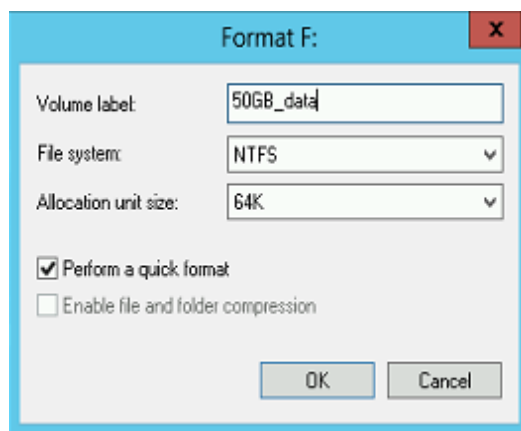 Format F:
x
Volume label: 50GB_data
File system: NTFS
Allocation unit size: 64K
Perform a quick format
Enable file and folder compression
OK Cancel